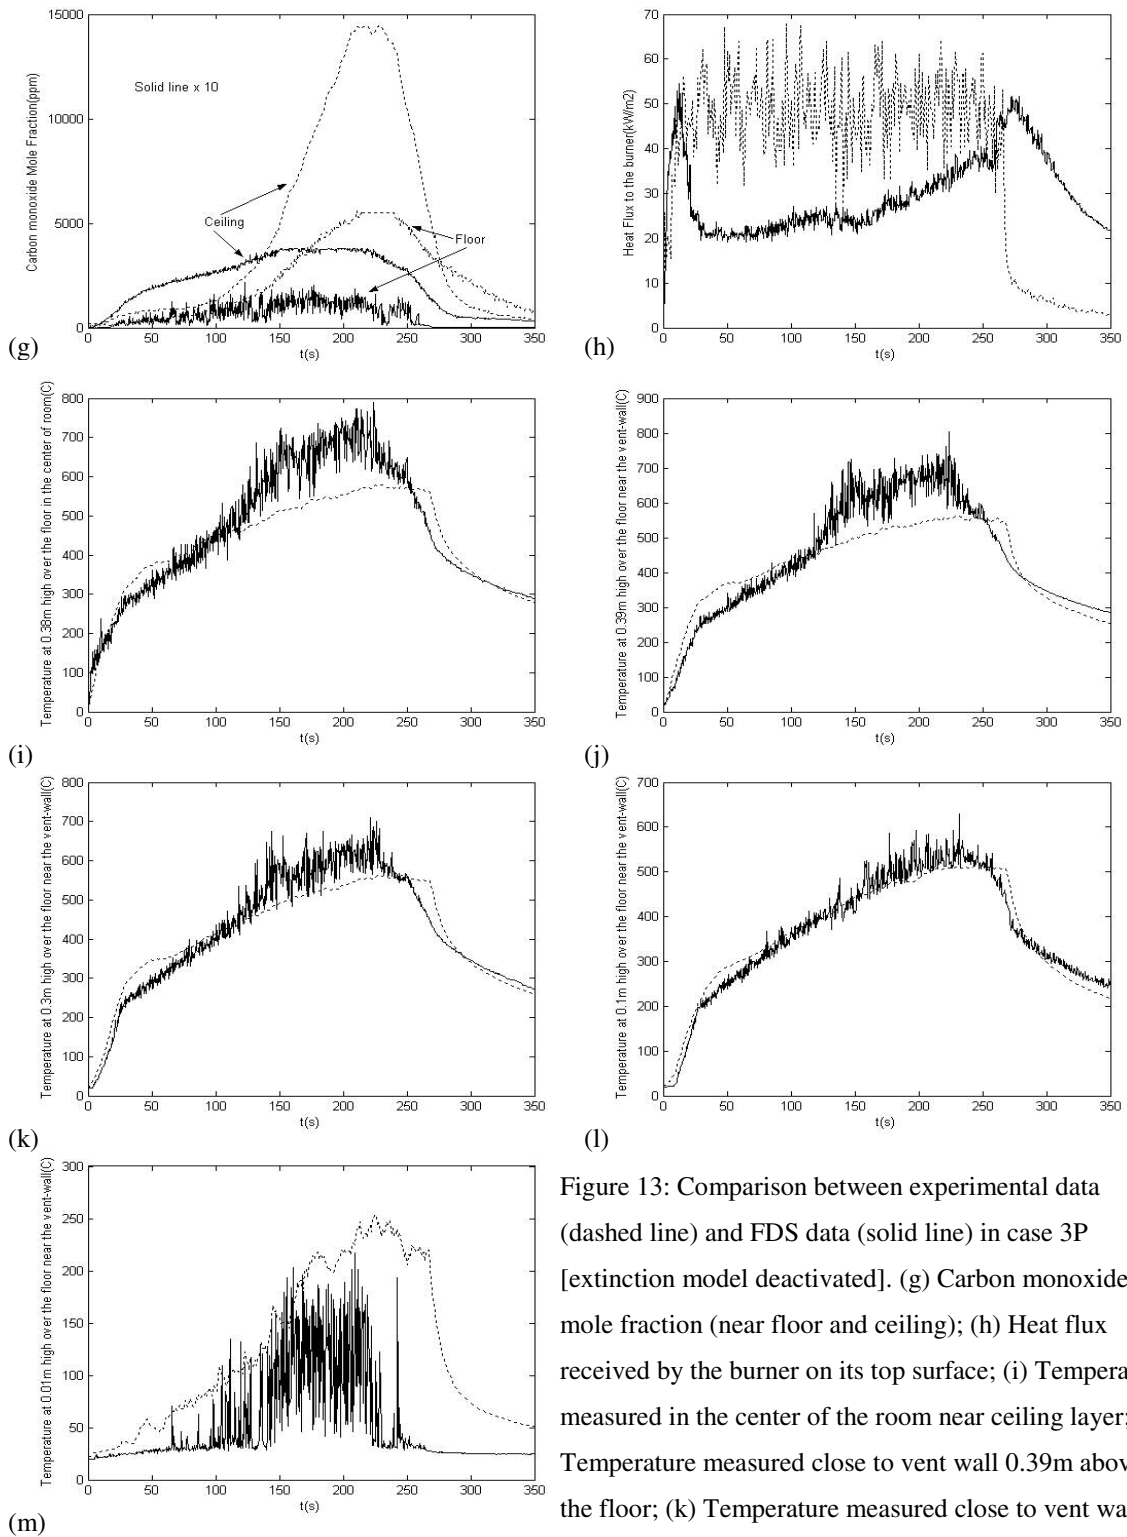 15000
10000
5000
0
Carbon monoxide Mole Fraction(ppm)
Solid line x 10
Ceiling
Floor
0 50 100 150 200 250 300 350
t(s)
(g)
70
60
50
40
30
20
10
0
Heat Flux to the burner(kW/m2)
0 50 100 150 200 250 300 350
t(s)
(h)
800
700
600
500
400
300
200
100
0
Temperature at 0.38m high over the floor in the center of room(C)
0 50 100 150 200 250 300 350
t(s)
(i)
900
800
700
600
500
400
300
200
100
0
Temperature at 0.39m high over the floor near the vent-wall(C)
0 50 100 150 200 250 300 350
t(s)
(j)
800
700
600
500
400
300
200
100
0
Temperature at 0.3m high over the floor near the vent-wall(C)
0 50 100 150 200 250 300 350
t(s)
(k)
700
600
500
400
300
200
100
0
Temperature at 0.1m high over the floor near the vent-wall(C)
0 50 100 150 200 250 300 350
t(s)
(l)
300
250
200
150
100
50
0
Temperature at 0.01m high over the floor near the vent-wall(C)
0 50 100 150 200 250 300 350
t(s)
(m)
Figure 13: Comparison between experimental data
(dashed line) and FDS data (solid line) in case 3P
[extinction model deactivated]. (g) Carbon monoxide
mole fraction (near floor and ceiling); (h) Heat flux
received by the burner on its top surface; (i) Tempera
measured in the center of the room near ceiling layer;
Temperature measured close to vent wall 0.39m abov
the floor; (k) Temperature measured close to vent wa